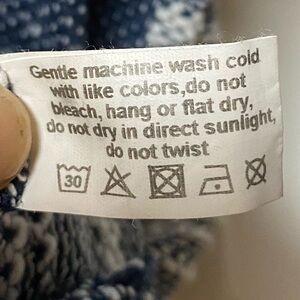 Gentle machine wash cold
with like colors,do not
bleach, hang or flat dry,
do not dry in direct sunlight,
do not twist
30